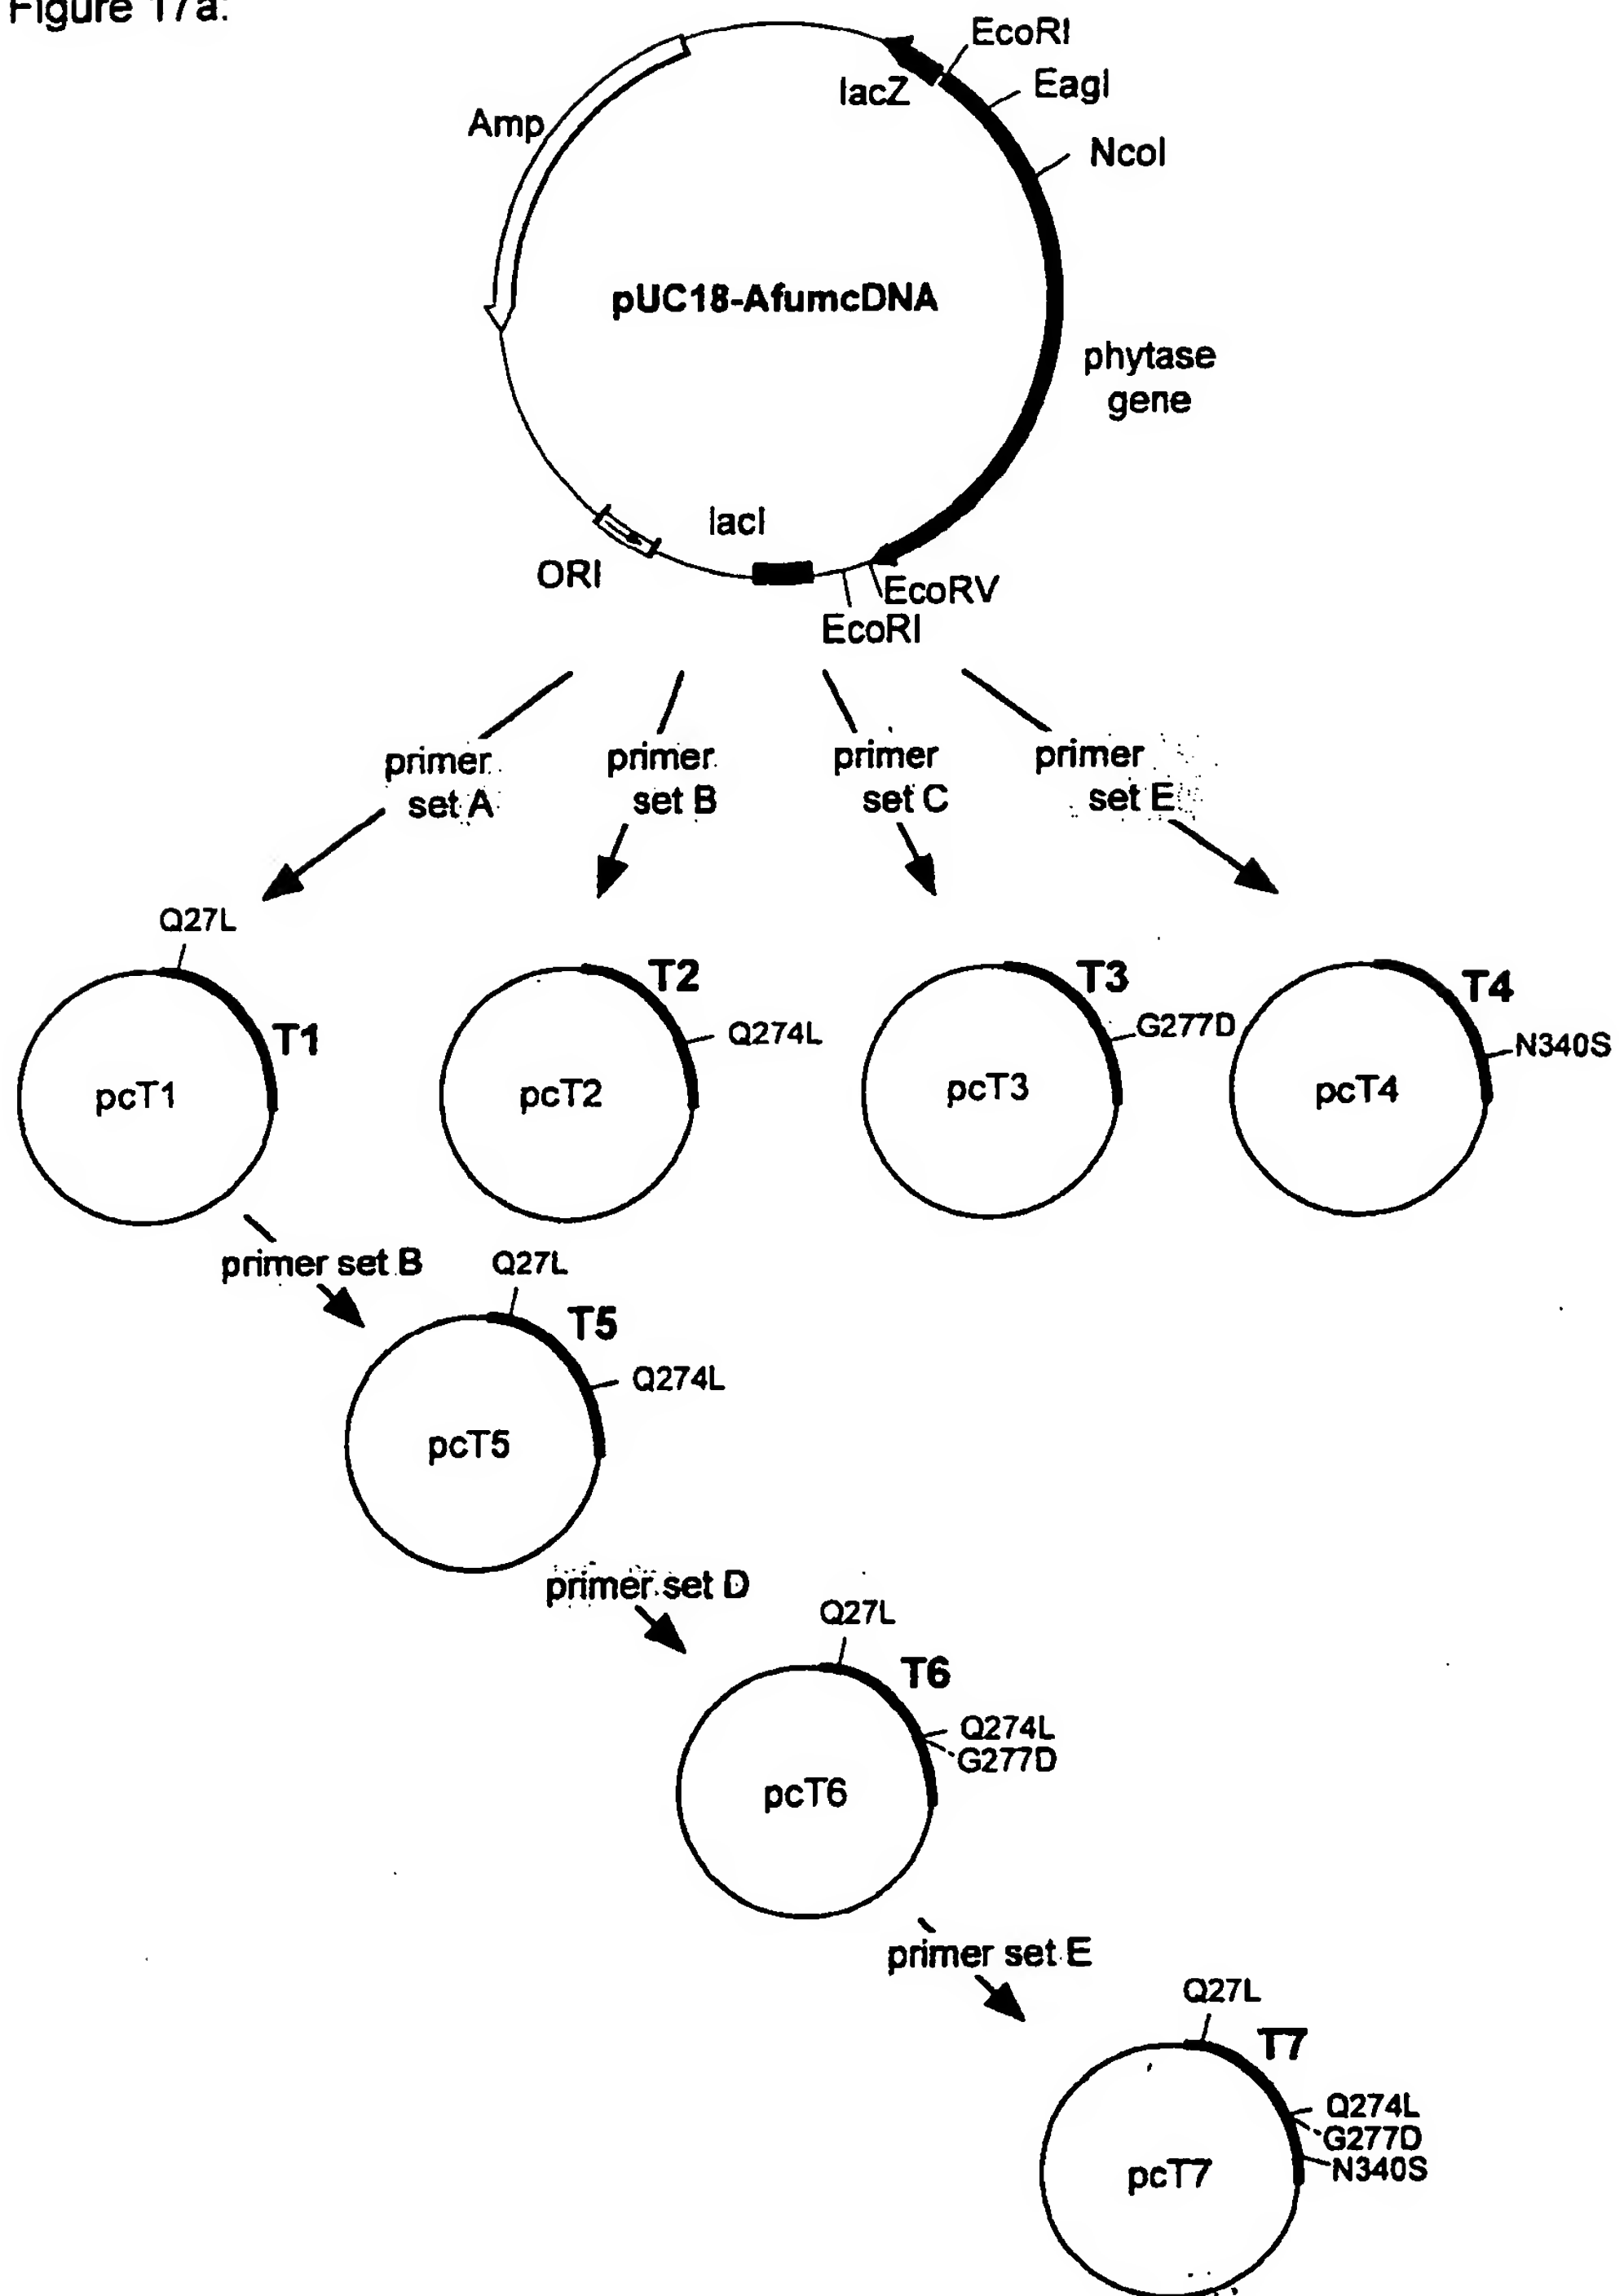 Figure 17a:
EcoRI
EagI
lacZ
Amp
NcoI
pUC18-AfumcDNA
phytase
gene
lacI
ORI
EcoRV
EcoRI
primer
set A
primer
set B
primer
set C
primer
set E
Q27L
T1
pcT1
T2
Q274L
pcT2
T3
G277D
pcT3
T4
N340S
pcT4
primer set B
Q27L
T5
Q274L
pcT5
primer set D
Q27L
T6
Q274L
G277D
pcT6
primer set E
Q27L
T7
Q274L
G277D
N340S
pcT7